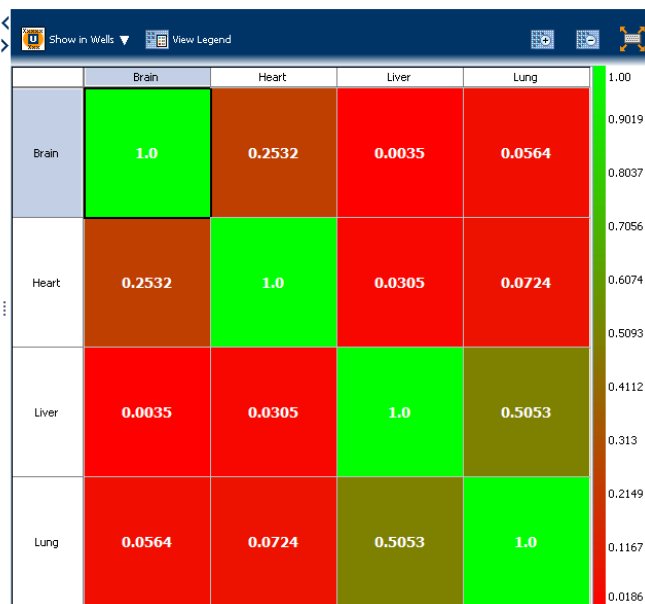 Xxxxxx
U
Xxx
Show in Wells
View Legend
Brain Heart Liver Lung
Brain 1.0 0.2532 0.0035 0.0564
Heart 0.2532 1.0 0.0305 0.0724
Liver 0.0035 0.0305 1.0 0.5053
Lung 0.0564 0.0724 0.5053 1.0
1.00
0.9019
0.8037
0.7056
0.6074
0.5093
0.4112
0.313
0.2149
0.1167
0.0186